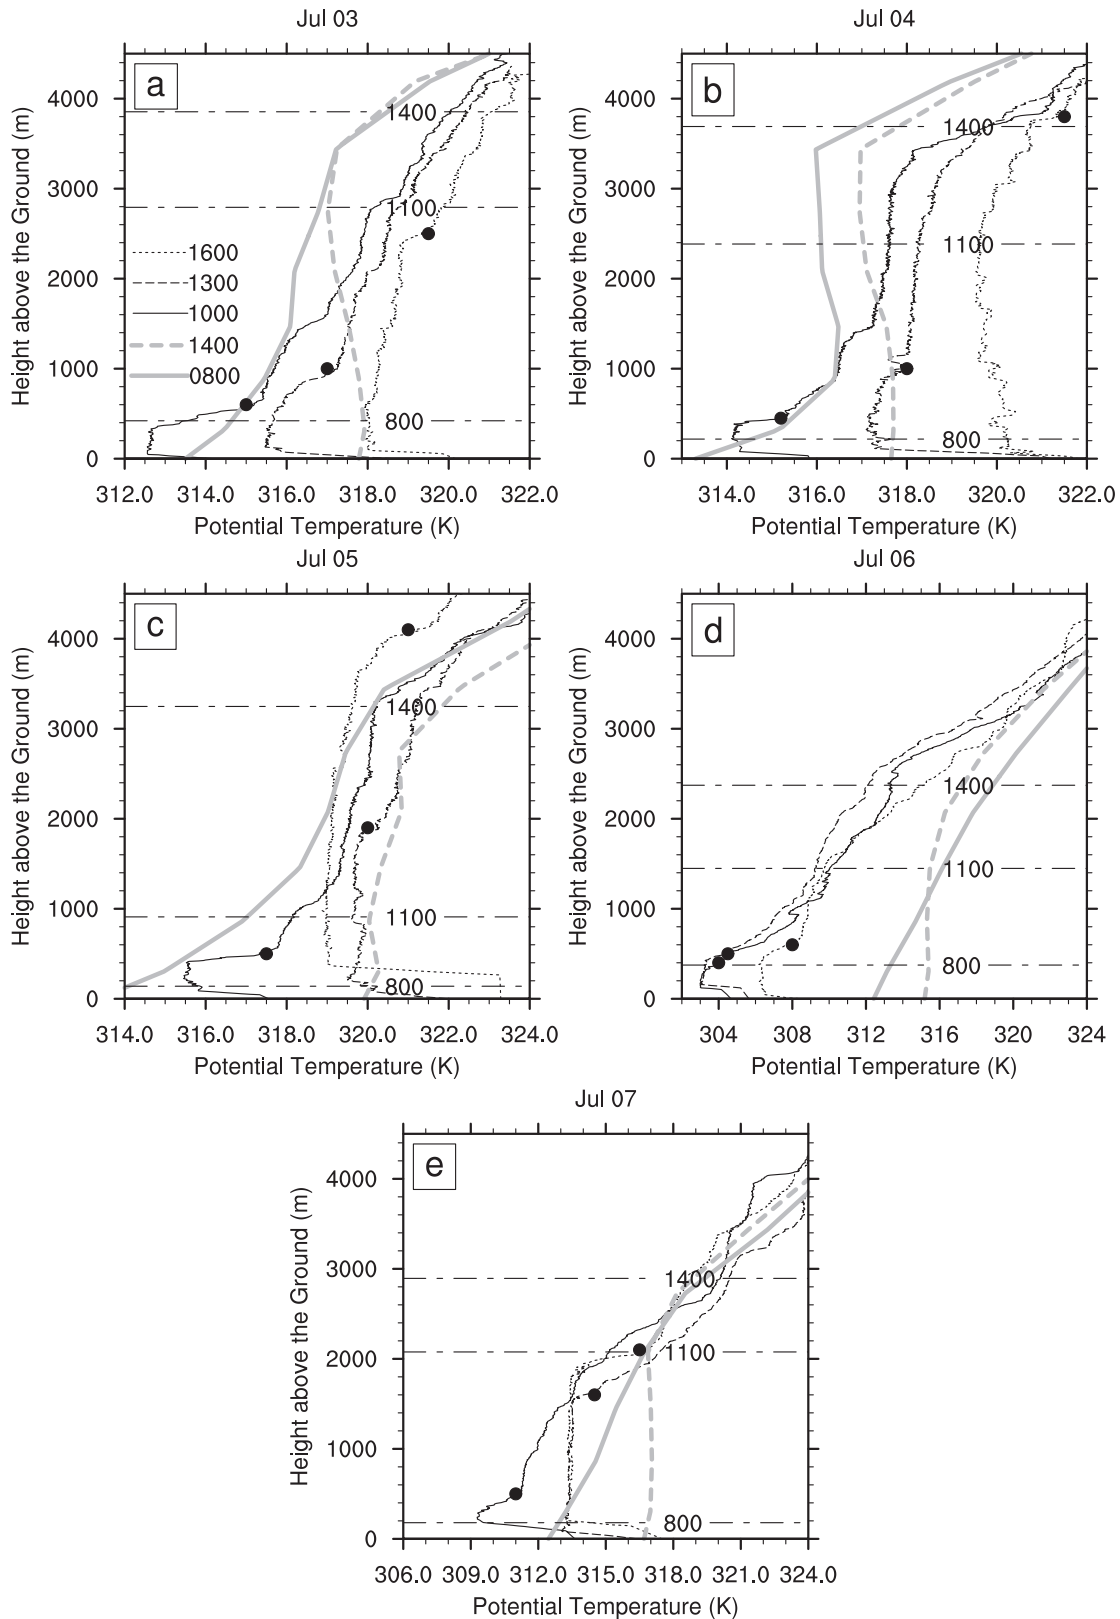 Jul 03
a
Height above the Ground (m)
4000
3000
2000
1000
0
1400
1100
800
1600
1300
1000
1400
0800
312.0 314.0 316.0 318.0 320.0 322.0
Potential Temperature (K)
Jul 04
b
Height above the Ground (m)
4000
3000
2000
1000
0
1400
1100
800
314.0 316.0 318.0 320.0 322.0
Potential Temperature (K)
Jul 05
c
Height above the Ground (m)
4000
3000
2000
1000
0
1400
1100
800
314.0 316.0 318.0 320.0 322.0 324.0
Potential Temperature (K)
Jul 06
d
Height above the Ground (m)
4000
3000
2000
1000
0
1400
1100
800
304 308 312 316 320 324
Potential Temperature (K)
Jul 07
e
Height above the Ground (m)
4000
3000
2000
1000
0
1400
1100
800
306.0 309.0 312.0 315.0 318.0 321.0 324.0
Potential Temperature (K)